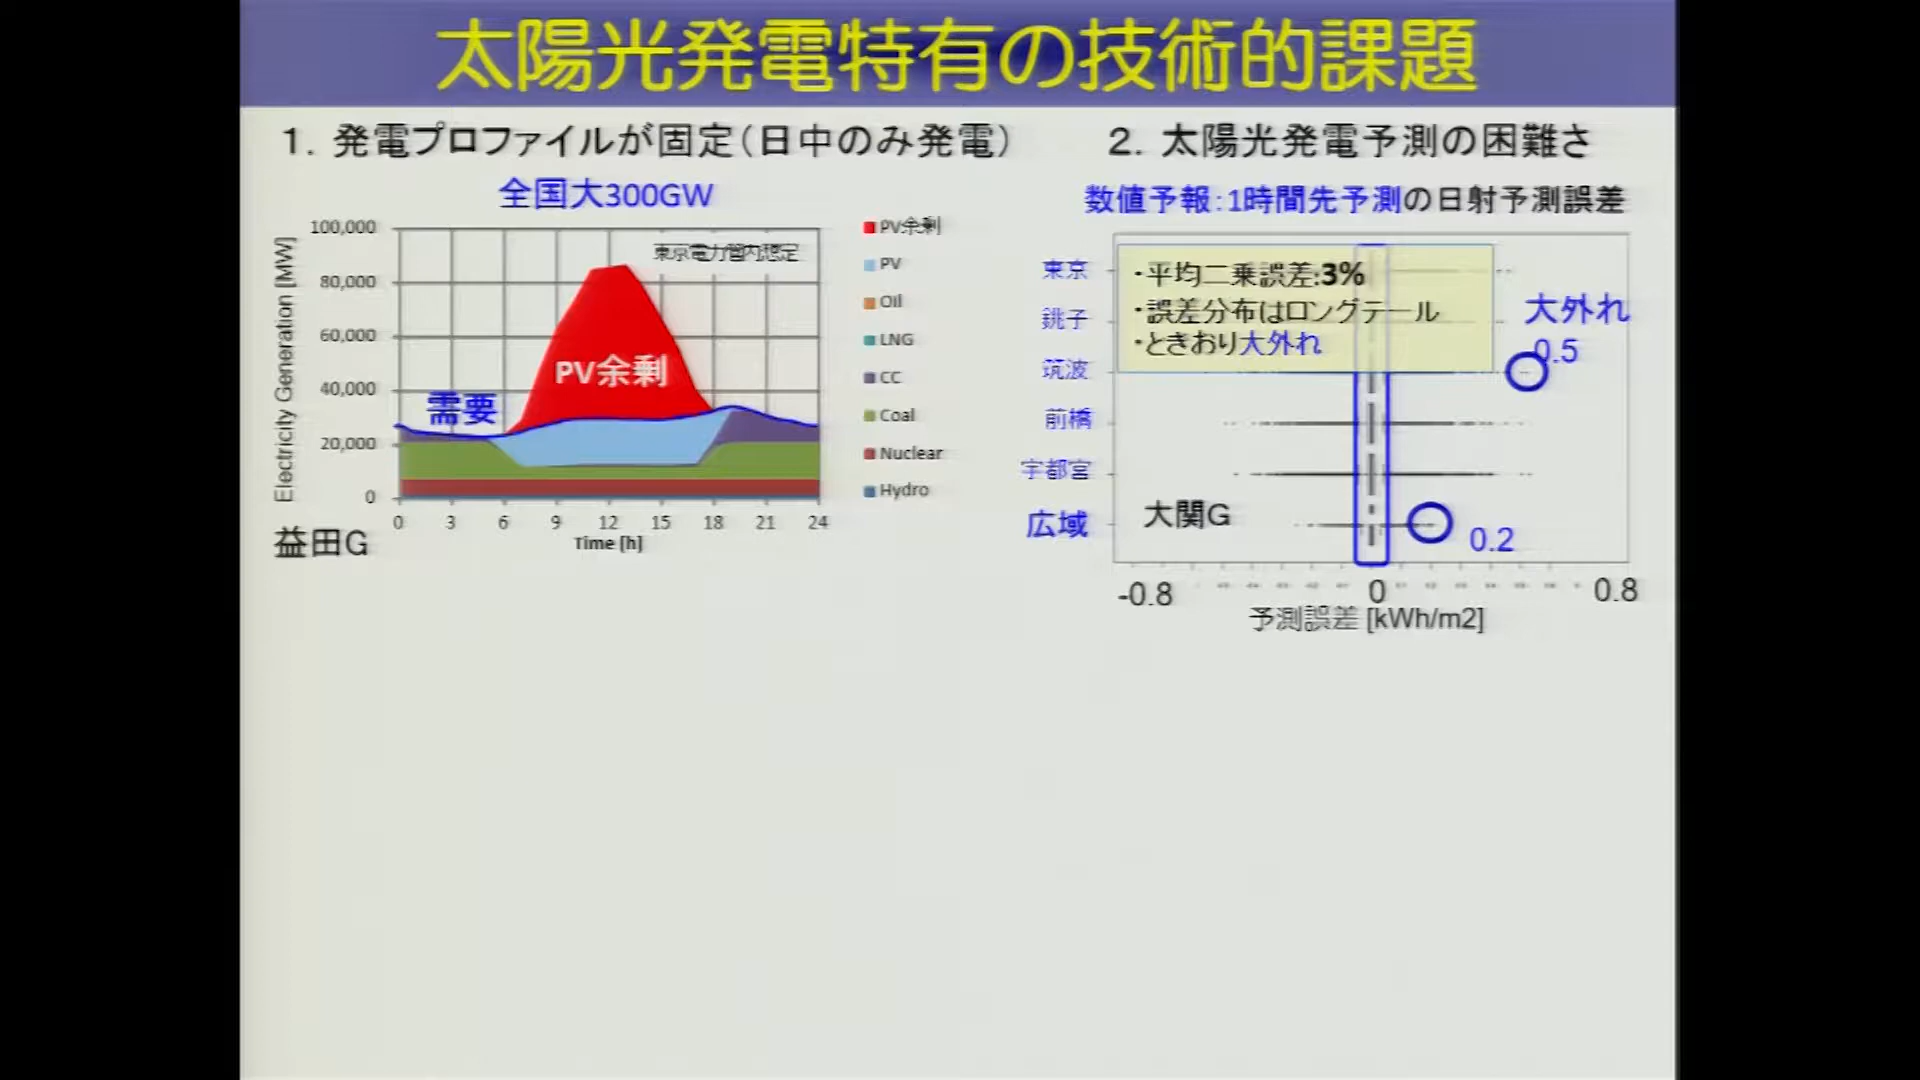 太陽光発電特有の技術的課題
1. 発電プロファイルが固定(日中のみ発電)
全国大300GW
Electricity Generation [MW]
100,000
80,000
60,000
40,000
20,000
0
東京電力管内想定
PV余剰
需要
0 3 6 9 12 15 18 21 24
Time [h]
PV余剰
PV
Oil
LNG
CC
Coal
Nuclear
Hydro
益田G
2. 太陽光発電予測の困難さ
数値予報:1時間先予測の日射予測誤差
・平均二乗誤差:3%
・誤差分布はロングテール
・ときおり大外れ
東京
銚子
筑波
前橋
宇都宮
広域
大外れ
0.5
大関G
0.2
-0.8 0 0.8
予測誤差 [kWh/m2]